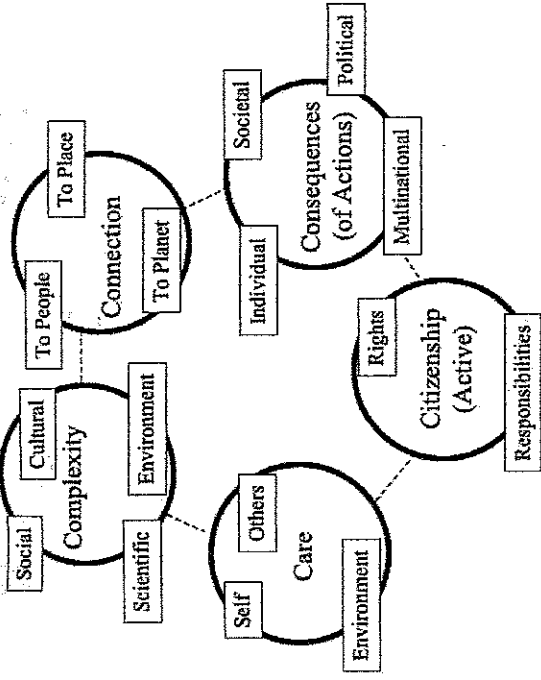 Social
Cultural
Complexity
Scientific
Environment
To People
To Place
Connection
To Planet
Self
Others
Care
Environment
Individual
Societal
Consequences
(of Actions)
Multinational
Political
Rights
Citizenship
(Active)
Responsibilities